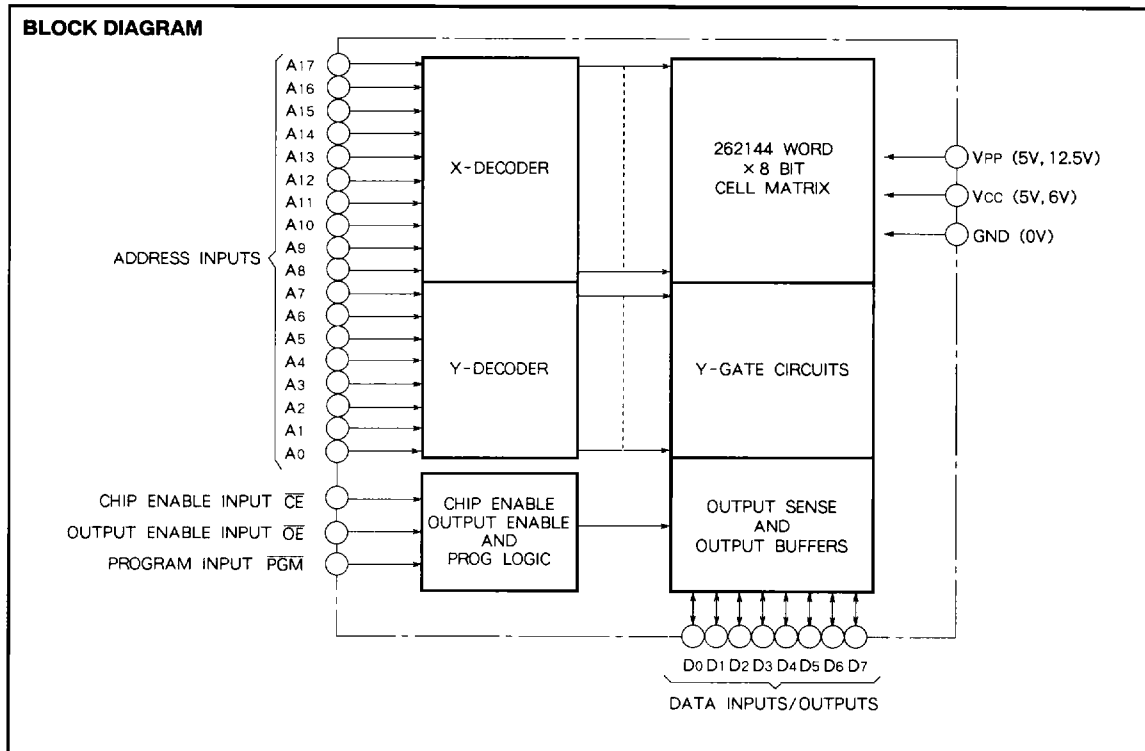 BLOCK DIAGRAM
A17
A16
A15
A14
A13
A12
A11
A10
A9
A8
A7
A6
A5
A4
A3
A2
A1
A0
ADDRESS INPUTS
CHIP ENABLE INPUT C̅E̅
OUTPUT ENABLE INPUT O̅E̅
PROGRAM INPUT P̅G̅M̅
X-DECODER
Y-DECODER
CHIP ENABLE
OUTPUT ENABLE
AND
PROG LOGIC
262144 WORD
× 8 BIT
CELL MATRIX
Y-GATE CIRCUITS
OUTPUT SENSE
AND
OUTPUT BUFFERS
VPP (5V, 12.5V)
VCC (5V, 6V)
GND (0V)
D0 D1 D2 D3 D4 D5 D6 D7
DATA INPUTS/OUTPUTS